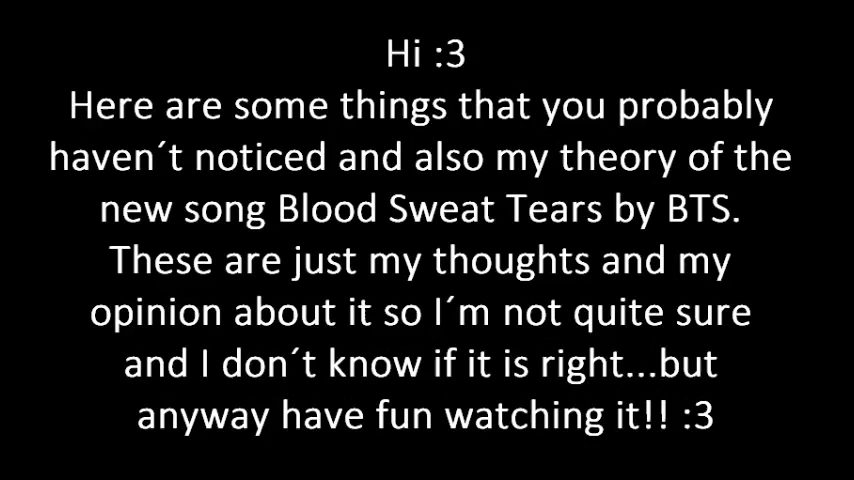 Hi :3
Here are some things that you probably
haven´t noticed and also my theory of the
new song Blood Sweat Tears by BTS.
These are just my thoughts and my
opinion about it so I´m not quite sure
and I don´t know if it is right...but
anyway have fun watching it!! :3